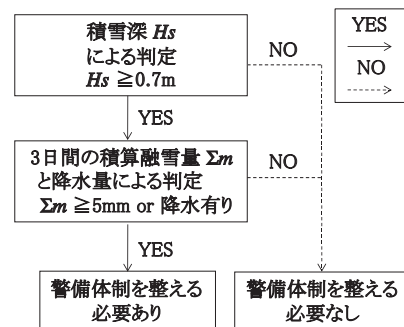 積雪深 Hs
による判定
Hs ≧0.7m
NO
YES
NO
YES
3日間の積算融雪量 Σm
と降水量による判定
Σm ≧5mm or 降水有り
NO
YES
警備体制を整える
必要あり
警備体制を整える
必要なし